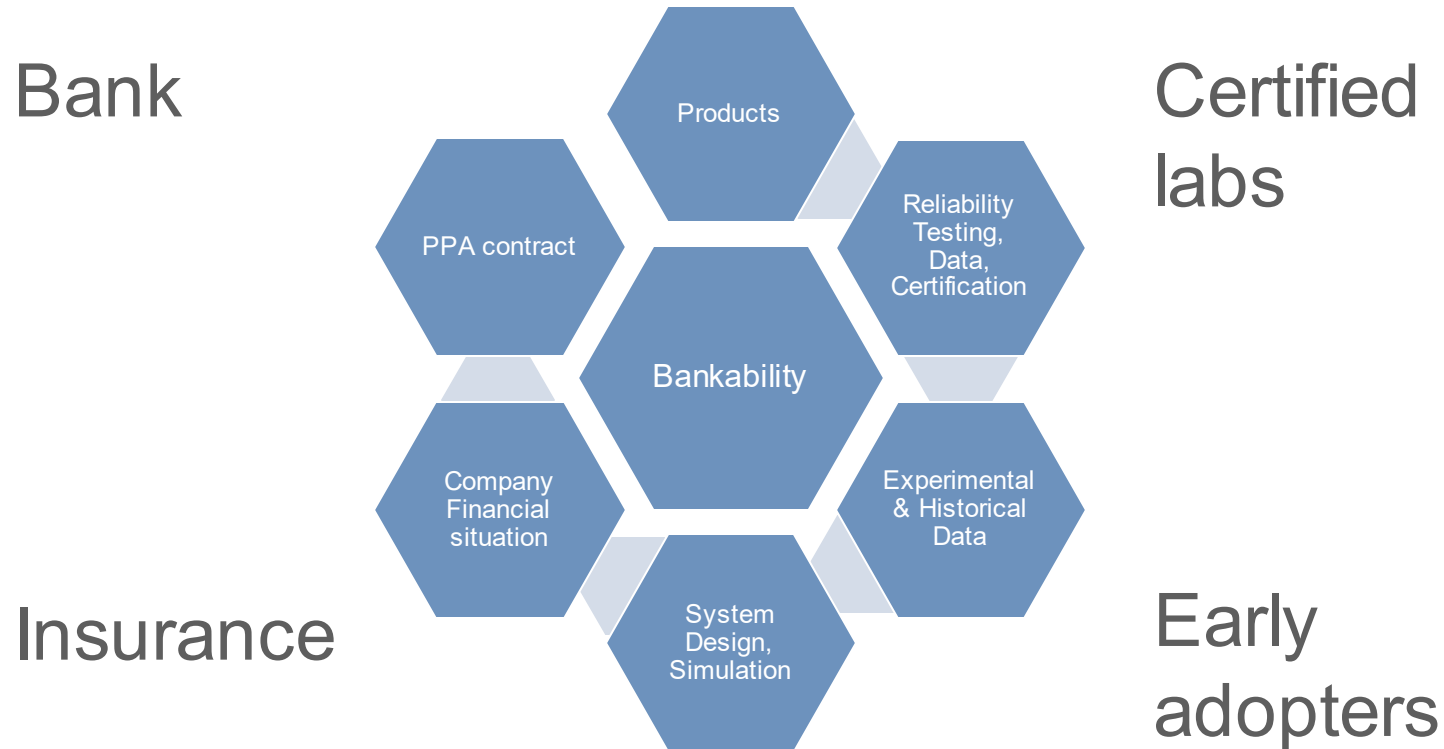 Bank
Products
Certified
labs
PPA contract
Reliability
Testing,
Data,
Certification
Bankability
Company
Financial
situation
Experimental
& Historical
Data
Insurance
System
Design,
Simulation
Early
adopters